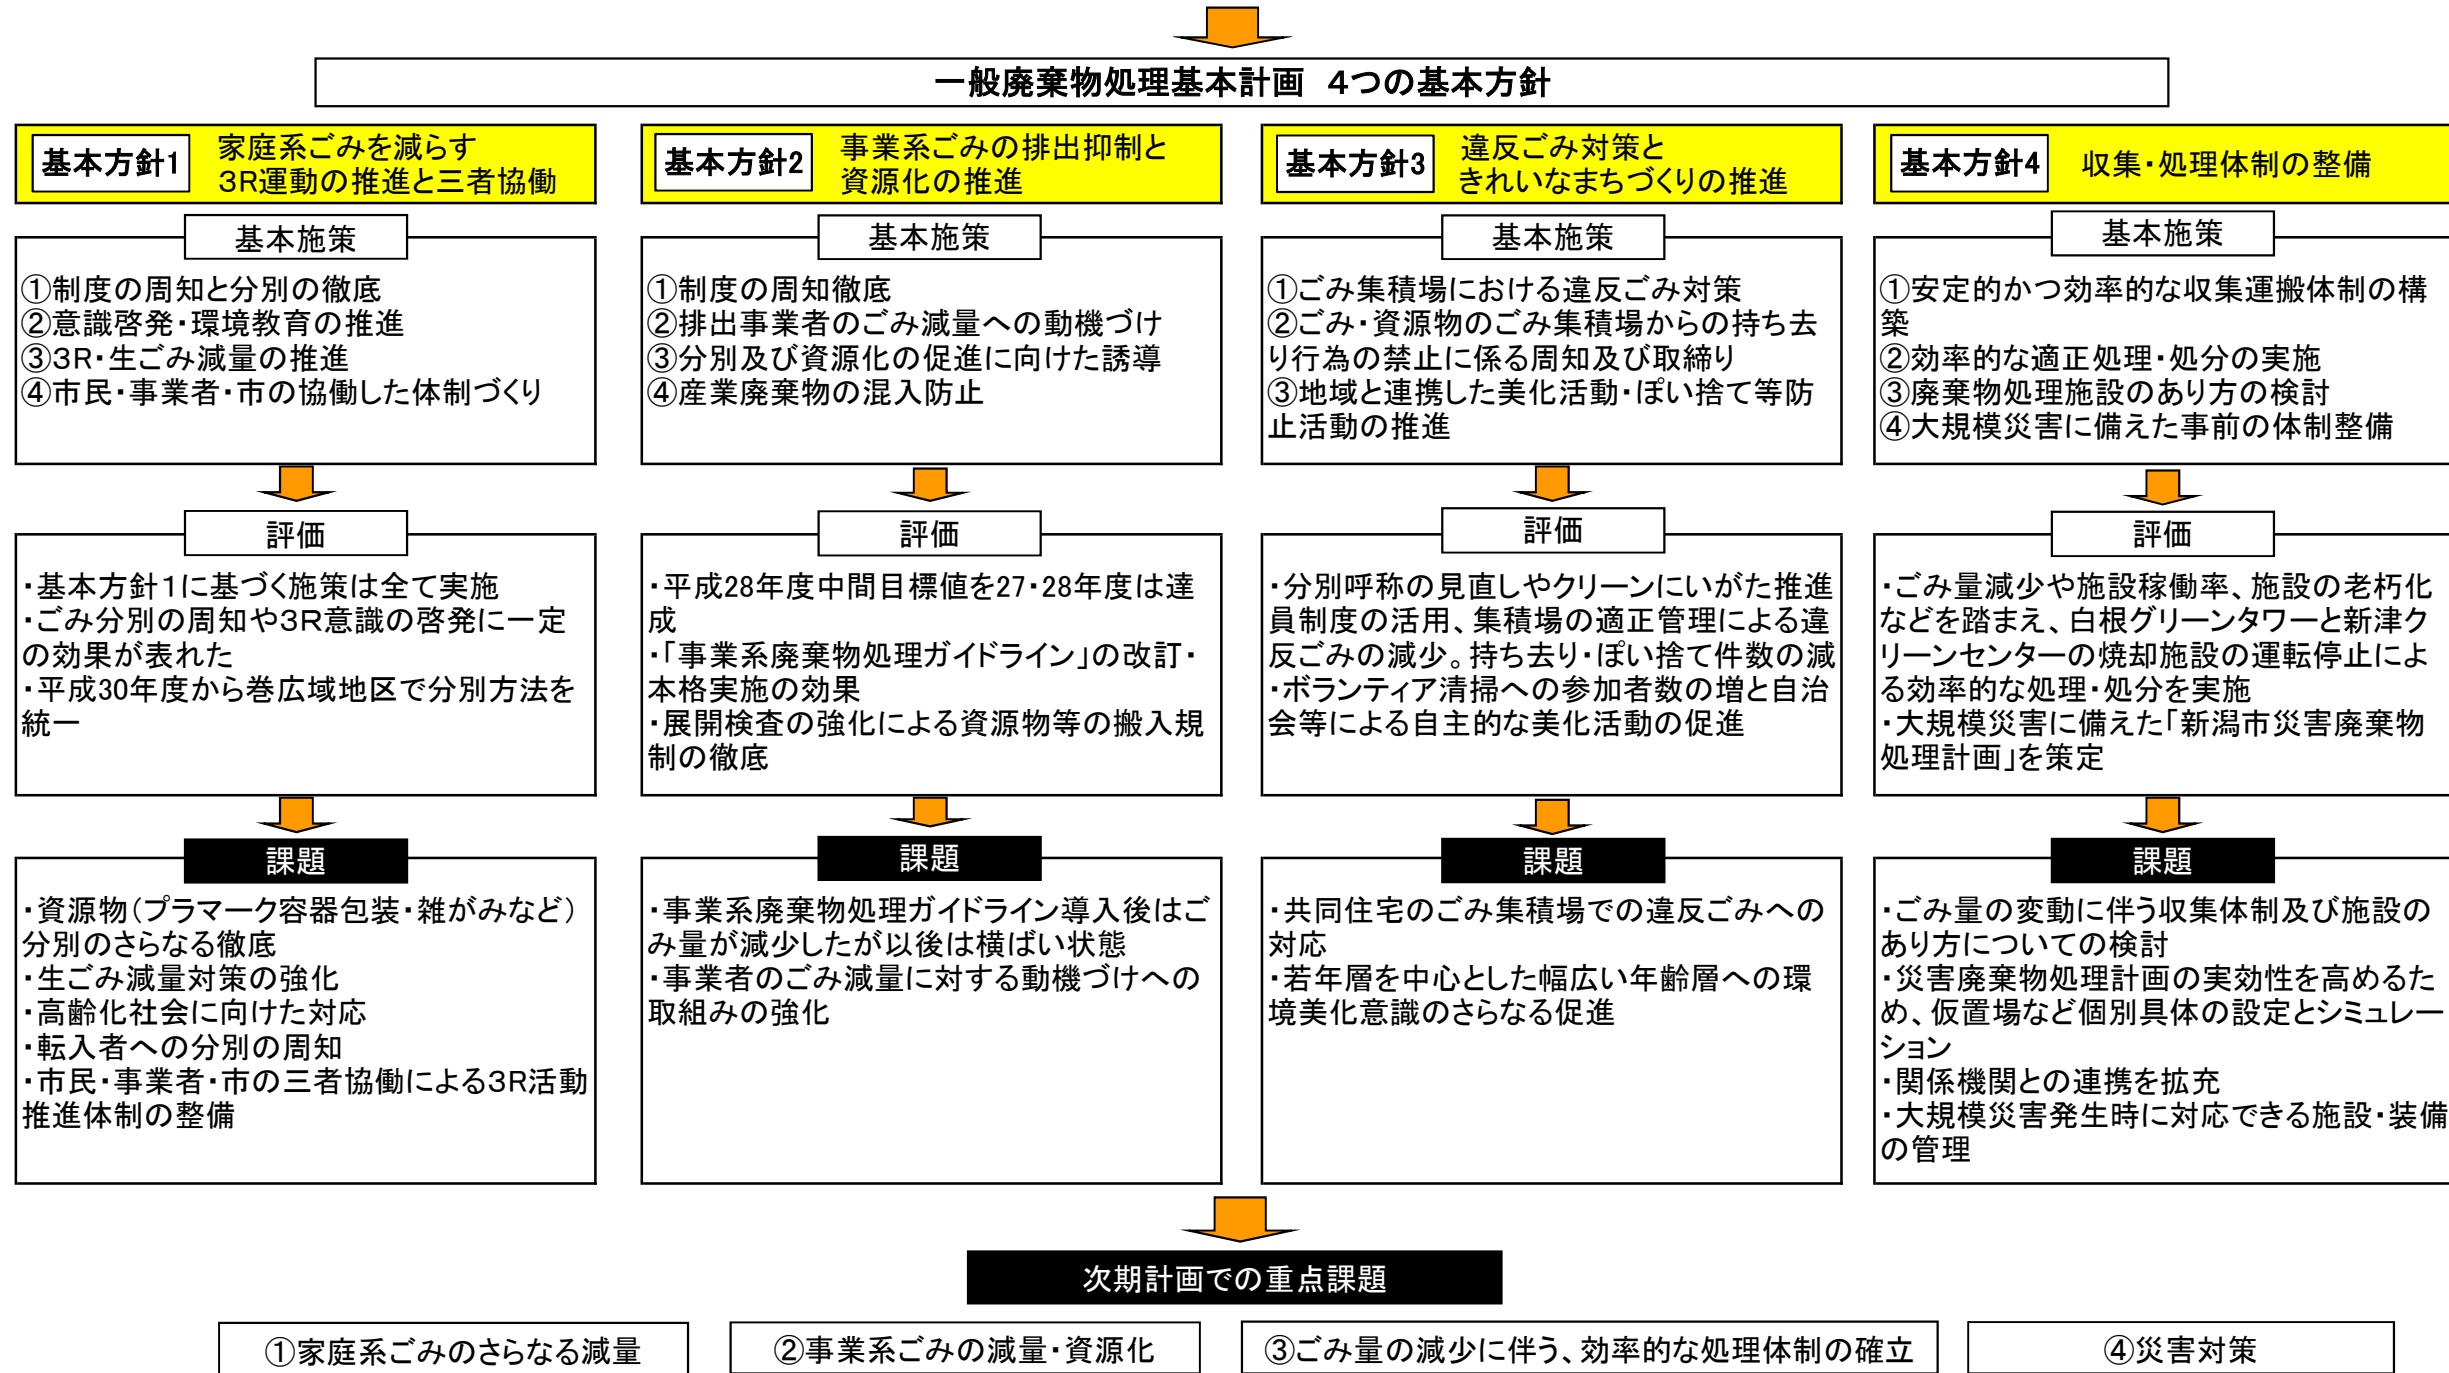 一般廃棄物処理基本計画　4つの基本方針
基本方針1
家庭系ごみを減らす
3R運動の推進と三者協働
基本施策
①制度の周知と分別の徹底
②意識啓発・環境教育の推進
③3R・生ごみ減量の推進
④市民・事業者・市の協働した体制づくり
評価
・基本方針1に基づく施策は全て実施
・ごみ分別の周知や3R意識の啓発に一定
の効果が表れた
・平成30年度から巻広域地区で分別方法を
統一
課題
・資源物（プラマーク容器包装・雑がみなど）
分別のさらなる徹底
・生ごみ減量対策の強化
・高齢化社会に向けた対応
・転入者への分別の周知
・市民・事業者・市の三者協働による3R活動
推進体制の整備
基本方針2
事業系ごみの排出抑制と
資源化の推進
基本施策
①制度の周知徹底
②排出事業者のごみ減量への動機づけ
③分別及び資源化の促進に向けた誘導
④産業廃棄物の混入防止
評価
・平成28年度中間目標値を27・28年度は達
成
・「事業系廃棄物処理ガイドライン」の改訂・
本格実施の効果
・展開検査の強化による資源物等の搬入規
制の徹底
課題
・事業系廃棄物処理ガイドライン導入後はご
み量が減少したが以後は横ばい状態
・事業者のごみ減量に対する動機づけへの
取組みの強化
基本方針3
違反ごみ対策と
きれいなまちづくりの推進
基本施策
①ごみ集積場における違反ごみ対策
②ごみ・資源物のごみ集積場からの持ち去
り行為の禁止に係る周知及び取締り
③地域と連携した美化活動・ぽい捨て等防
止活動の推進
評価
・分別呼称の見直しやクリーンにいがた推進
員制度の活用、集積場の適正管理による違
反ごみの減少。持ち去り・ぽい捨て件数の減
・ボランティア清掃への参加者数の増と自治
会等による自主的な美化活動の促進
課題
・共同住宅のごみ集積場での違反ごみへの
対応
・若年層を中心とした幅広い年齢層への環
境美化意識のさらなる促進
基本方針4
収集・処理体制の整備
基本施策
①安定的かつ効率的な収集運搬体制の構
築
②効率的な適正処理・処分の実施
③廃棄物処理施設のあり方の検討
④大規模災害に備えた事前の体制整備
評価
・ごみ量減少や施設稼働率、施設の老朽化
などを踏まえ、白根グリーンタワーと新津ク
リーンセンターの焼却施設の運転停止によ
る効率的な処理・処分を実施
・大規模災害に備えた「新潟市災害廃棄物
処理計画」を策定
課題
・ごみ量の変動に伴う収集体制及び施設の
あり方についての検討
・災害廃棄物処理計画の実効性を高めるた
め、仮置場など個別具体の設定とシミュレー
ション
・関係機関との連携を拡充
・大規模災害発生時に対応できる施設・装備
の管理
次期計画での重点課題
①家庭系ごみのさらなる減量
②事業系ごみの減量・資源化
③ごみ量の減少に伴う、効率的な処理体制の確立
④災害対策